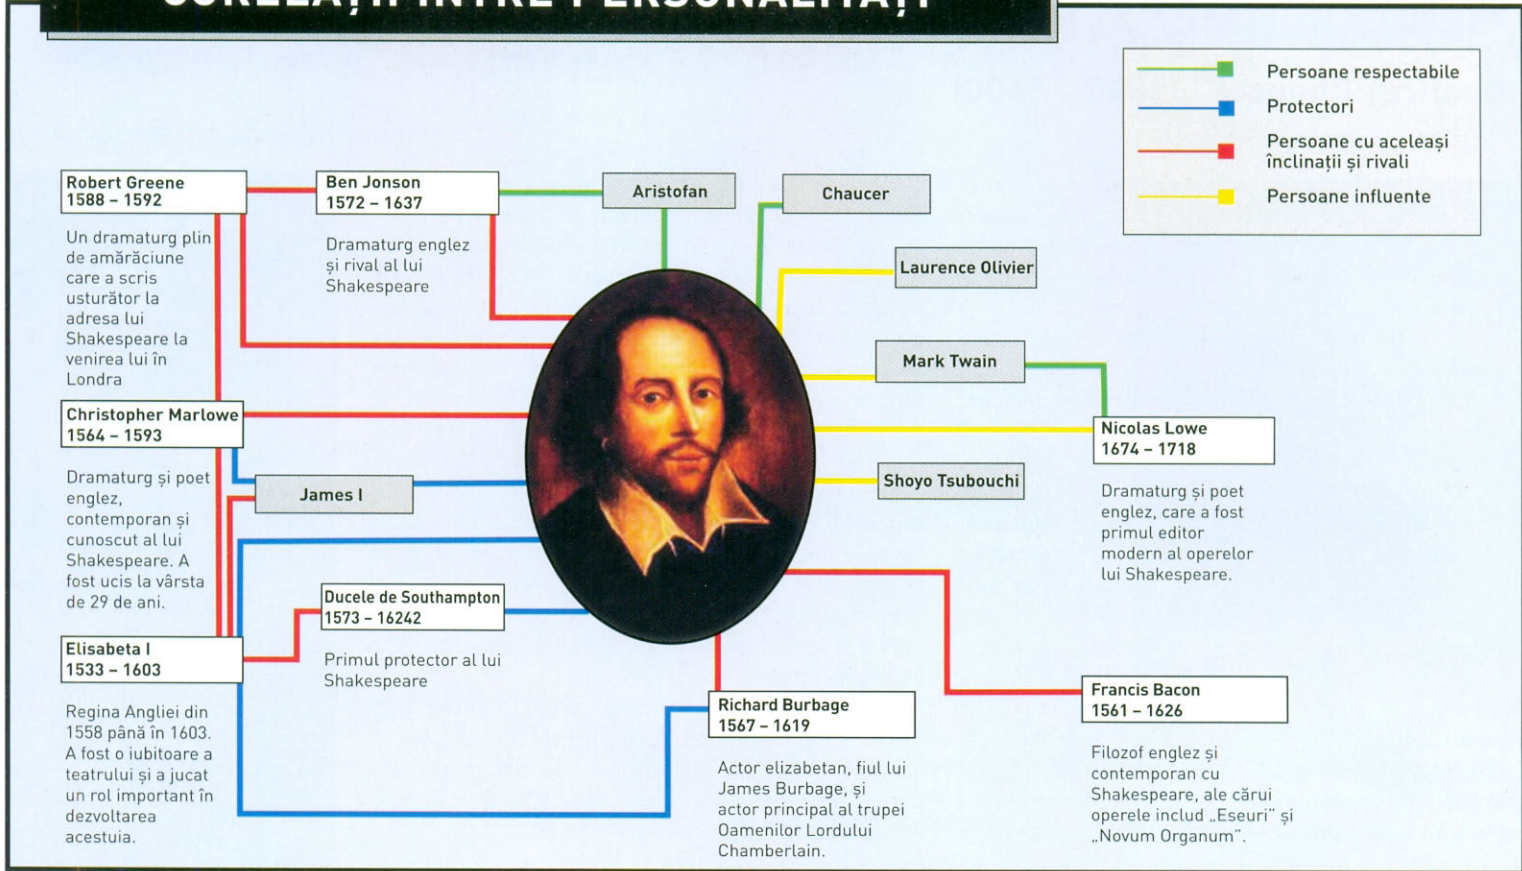 CORELAȚII ÎNTRE PERSONALITĂȚI
Persoane respectabile
Protectori
Persoane cu aceleași
înclinații și rivali
Persoane influente
Robert Greene
1588 – 1592
Un dramaturg plin
de amărăciune
care a scris
usturător la
adresa lui
Shakespeare la
venirea lui în
Londra
Ben Jonson
1572 – 1637
Dramaturg englez
și rival al lui
Shakespeare
Aristofan
Chaucer
Laurence Olivier
Mark Twain
Nicolas Lowe
1674 – 1718
Dramaturg și poet
englez, care a fost
primul editor
modern al operelor
lui Shakespeare.
Shoyo Tsubouchi
Christopher Marlowe
1564 – 1593
Dramaturg și poet
englez,
contemporan și
cunoscut al lui
Shakespeare. A
fost ucis la vârsta
de 29 de ani.
James I
Ducele de Southampton
1573 – 16242
Primul protector al lui
Shakespeare
Elisabeta I
1533 – 1603
Regina Angliei din
1558 până în 1603.
A fost o iubitoare a
teatrului și a jucat
un rol important în
dezvoltarea
acestuia.
Richard Burbage
1567 – 1619
Actor elizabetan, fiul lui
James Burbage, și
actor principal al trupei
Oamenilor Lordului
Chamberlain.
Francis Bacon
1561 – 1626
Filozof englez și
contemporan cu
Shakespeare, ale cărui
operele includ „Eseuri” și
„Novum Organum”.